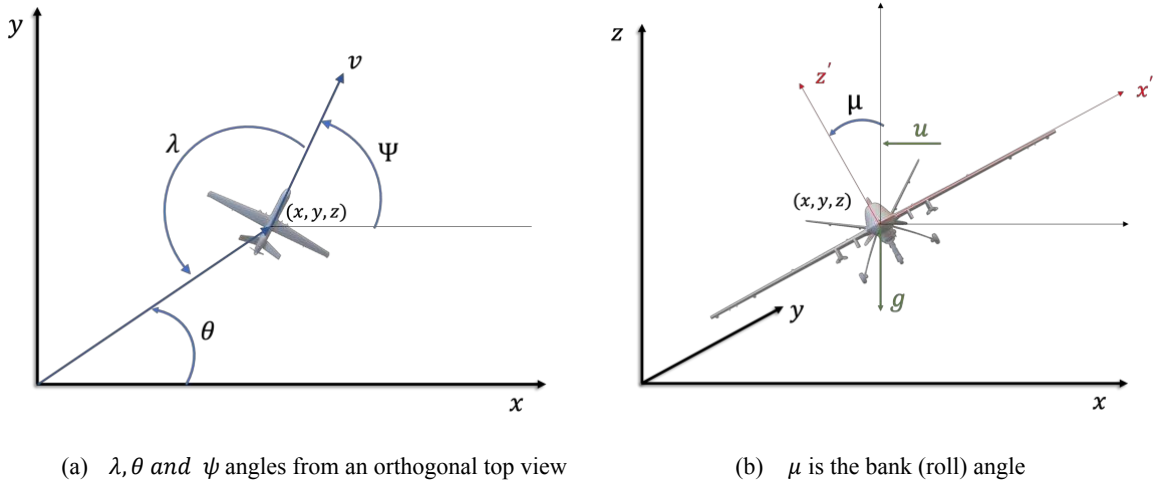 y
v
λ
Ψ
(x, y, z)
θ
x
z
z′
μ
x′
u
(x, y, z)
g
y
x
(a) λ, θ and ψ angles from an orthogonal top view
(b) μ is the bank (roll) angle